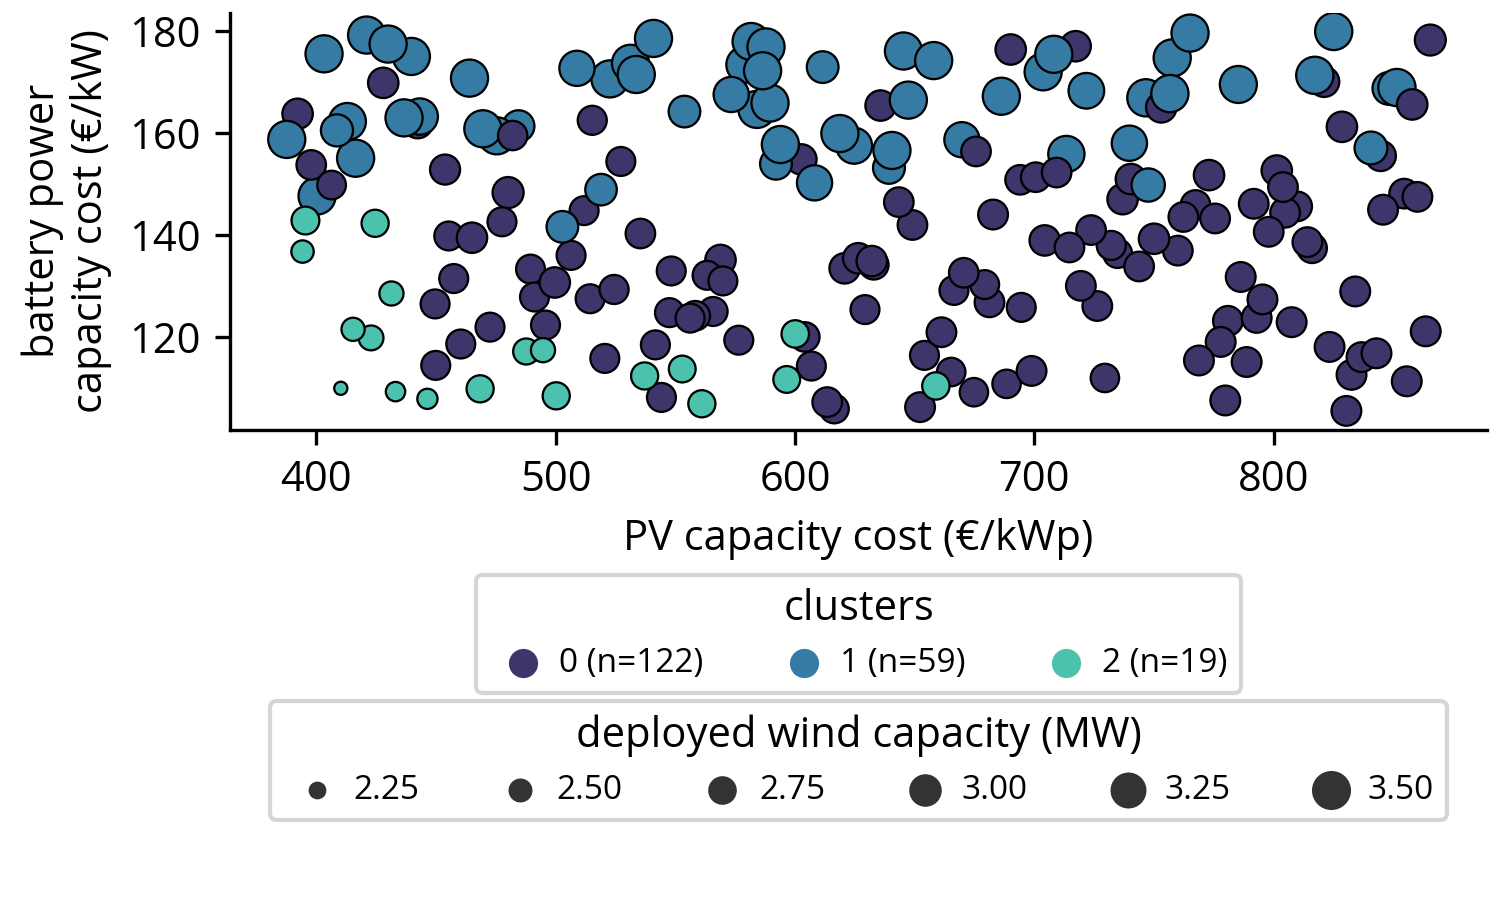 battery power
capacity cost (€/kW)
180
160
140
120
400 500 600 700 800
PV capacity cost (€/kWp)
clusters
0 (n=122) 1 (n=59) 2 (n=19)
deployed wind capacity (MW)
2.25 2.50 2.75 3.00 3.25 3.50